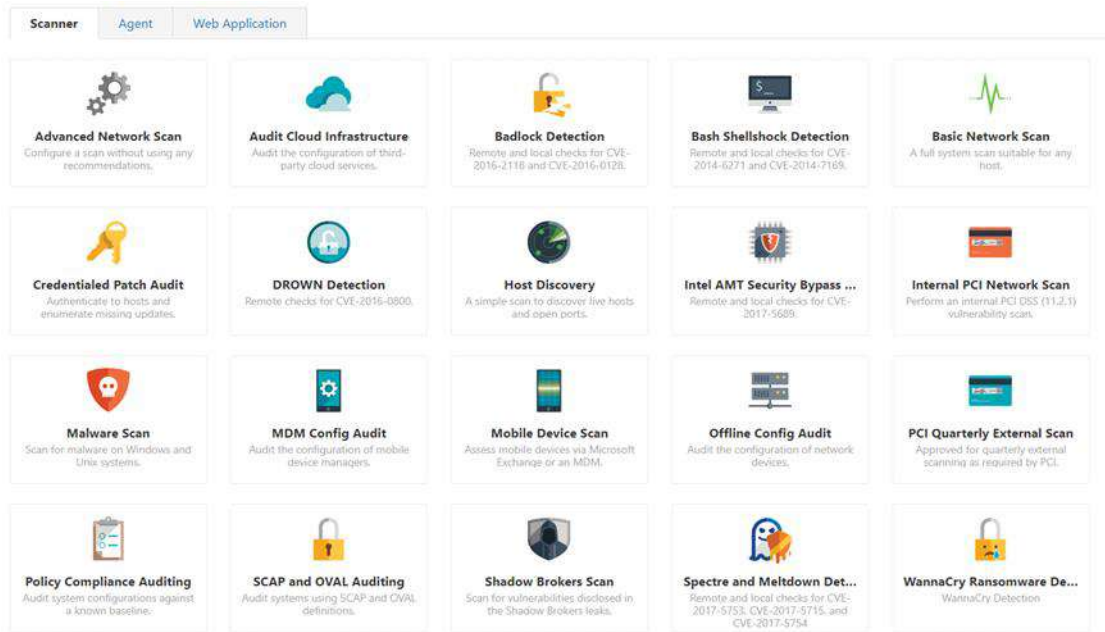 Scanner Agent Web Application
$_
Advanced Network Scan
Configure a scan without using any
recommendations.
Audit Cloud Infrastructure
Audit the configuration of third-
party cloud services.
Badlock Detection
Remote and local checks for CVE-
2016-2118 and CVE-2016-0128.
Bash Shellshock Detection
Remote and local checks for CVE-
2014-6271 and CVE-2014-7169.
Basic Network Scan
A full system scan suitable for any
host.
Credentialed Patch Audit
Authenticate to hosts and
enumerate missing updates.
DROWN Detection
Remote checks for CVE-2016-0800.
Host Discovery
A simple scan to discover live hosts
and open ports.
Intel AMT Security Bypass ...
Remote and local checks for CVE-
2017-5689.
Internal PCI Network Scan
Perform an internal PCI DSS (11.2.1)
vulnerability scan.
Malware Scan
Scan for malware on Windows and
Unix systems.
MDM Config Audit
Audit the configuration of mobile
device managers.
Mobile Device Scan
Assess mobile devices via Microsoft
Exchange or an MDM.
Offline Config Audit
Audit the configuration of network
devices.
PCI Quarterly External Scan
Approved for quarterly external
scanning as required by PCI.
Policy Compliance Auditing
Audit system configurations against
a known baseline.
SCAP and OVAL Auditing
Audit systems using SCAP and OVAL
definitions.
Shadow Brokers Scan
Scan for vulnerabilities disclosed in
the Shadow Brokers leaks.
Spectre and Meltdown Det...
Remote and local checks for CVE-
2017-5753, CVE-2017-5715, and
CVE-2017-5754
WannaCry Ransomware De...
WannaCry Detection